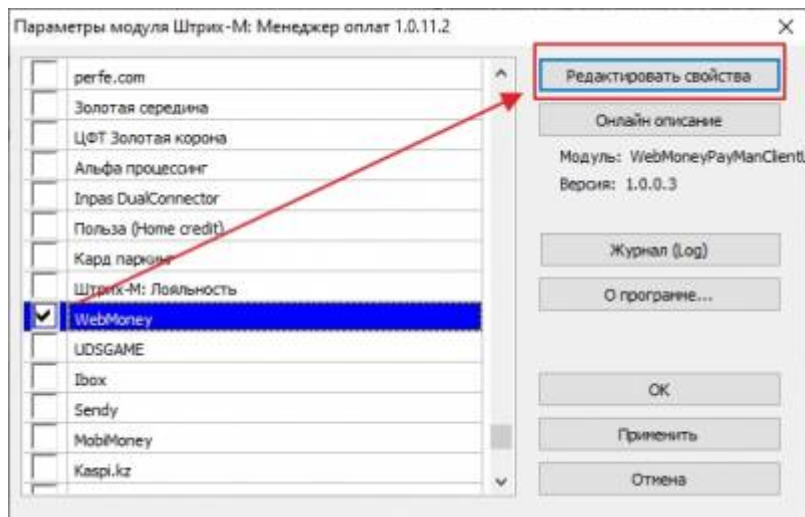 Параметры модуля Штрих-М: Менеджер оплат 1.0.11.2
perfe.com
Золотая середина
ЦФТ Золотая корона
Альфа процессинг
Inpas DualConnector
Польза (Home credit)
Кард паркинг
Штрих-М: Лояльность
WebMoney
UDSGAME
Ibox
Sendy
MobiMoney
Kaspi.kz
Редактировать свойства
Онлайн описание
Модуль: WebMoneyPayManClientL
Версия: 1.0.0.3
Журнал (Log)
О программе...
OK
Применить
Отмена